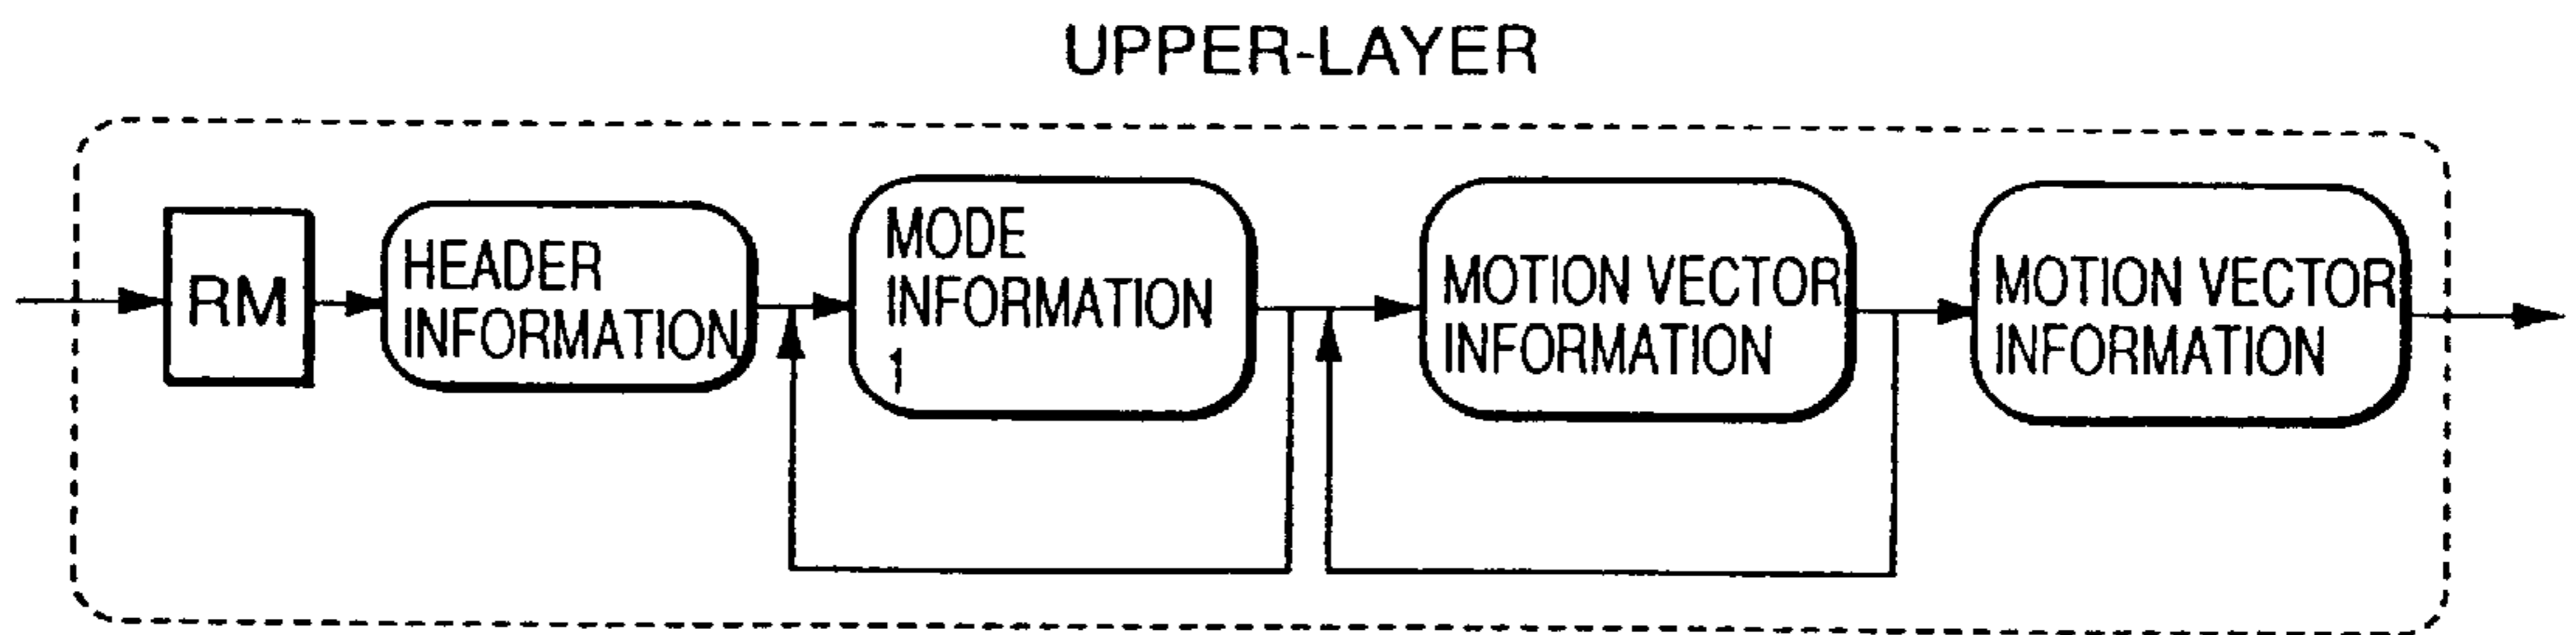 UPPER-LAYER
RM
HEADER
INFORMATION
MODE
INFORMATION
1
MOTION VECTOR
INFORMATION
MOTION VECTOR
INFORMATION